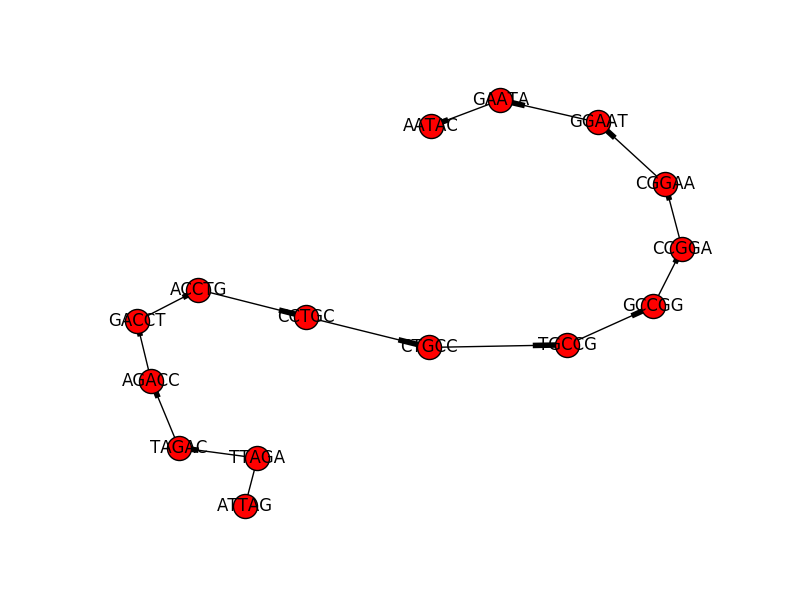 GAATA
GGAAT
AATAC
CGGAA
CCGGA
ACCTG
GCCGG
CCTGC
GACCT
TGCCG
CTGCC
AGACC
TAGAC
TTAGA
ATTAG